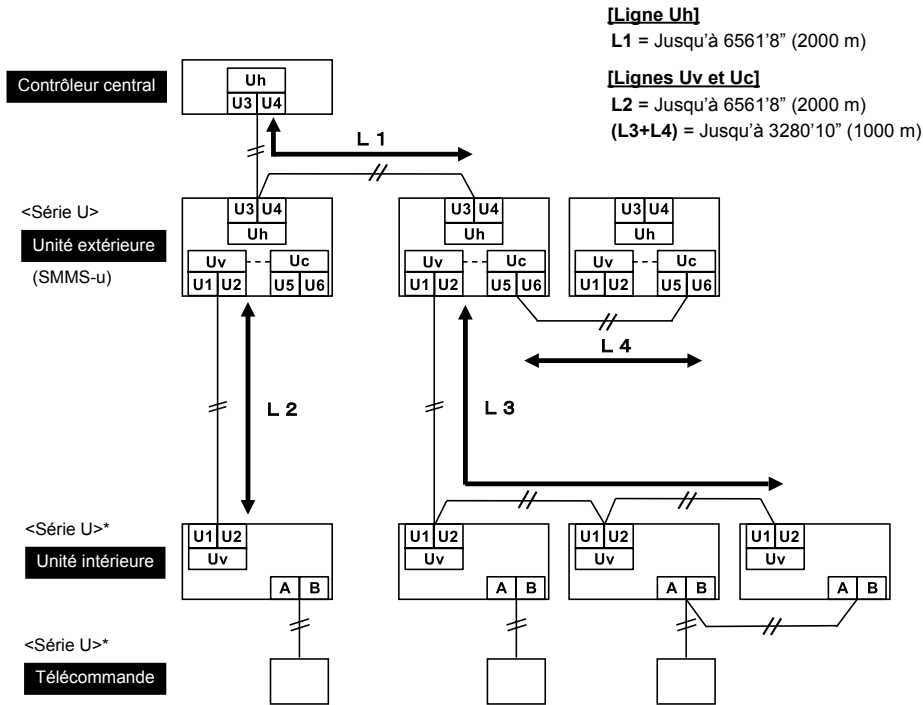 [Ligne Uh]
L1 = Jusqu'à 6561'8" (2000 m)
[Lignes Uv et Uc]
L2 = Jusqu'à 6561'8" (2000 m)
(L3+L4) = Jusqu'à 3280'10" (1000 m)
Contrôleur central
Uh
U3 U4
L 1
<Série U>
Unité extérieure
(SMMS-u)
U3 U4
Uh
Uv Uc
U1 U2 U5 U6
U3 U4
Uh
Uv Uc
U1 U2 U5 U6
U3 U4
Uh
Uv Uc
U1 U2 U5 U6
L 4
L 2
L 3
<Série U>*
Unité intérieure
U1 U2
Uv
A B
U1 U2
Uv
A B
U1 U2
Uv
A B
U1 U2
Uv
A B
<Série U>*
Télécommande